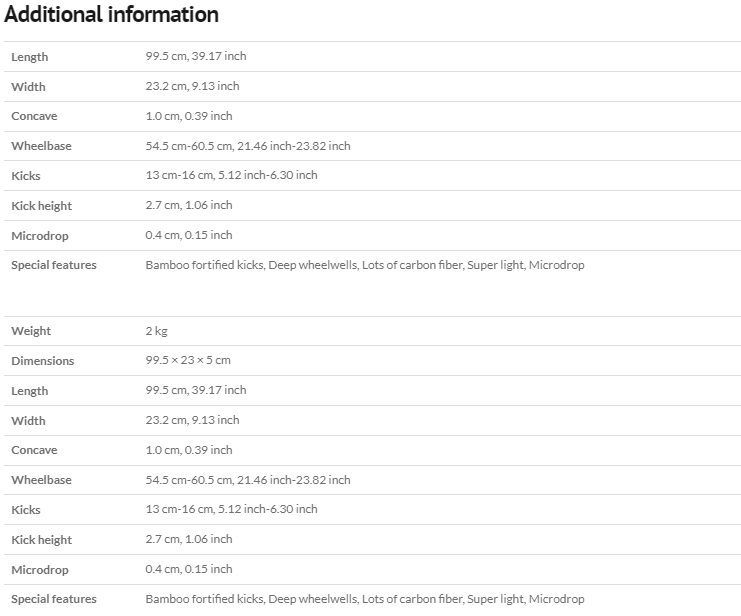 Additional information
Length 99.5 cm, 39.17 inch
Width 23.2 cm, 9.13 inch
Concave 1.0 cm, 0.39 inch
Wheelbase 54.5 cm-60.5 cm, 21.46 inch-23.82 inch
Kicks 13 cm-16 cm, 5.12 inch-6.30 inch
Kick height 2.7 cm, 1.06 inch
Microdrop 0.4 cm, 0.15 inch
Special features Bamboo fortified kicks, Deep wheelwells, Lots of carbon fiber, Super light, Microdrop
Weight 2 kg
Dimensions 99.5 × 23 × 5 cm
Length 99.5 cm, 39.17 inch
Width 23.2 cm, 9.13 inch
Concave 1.0 cm, 0.39 inch
Wheelbase 54.5 cm-60.5 cm, 21.46 inch-23.82 inch
Kicks 13 cm-16 cm, 5.12 inch-6.30 inch
Kick height 2.7 cm, 1.06 inch
Microdrop 0.4 cm, 0.15 inch
Special features Bamboo fortified kicks, Deep wheelwells, Lots of carbon fiber, Super light, Microdrop